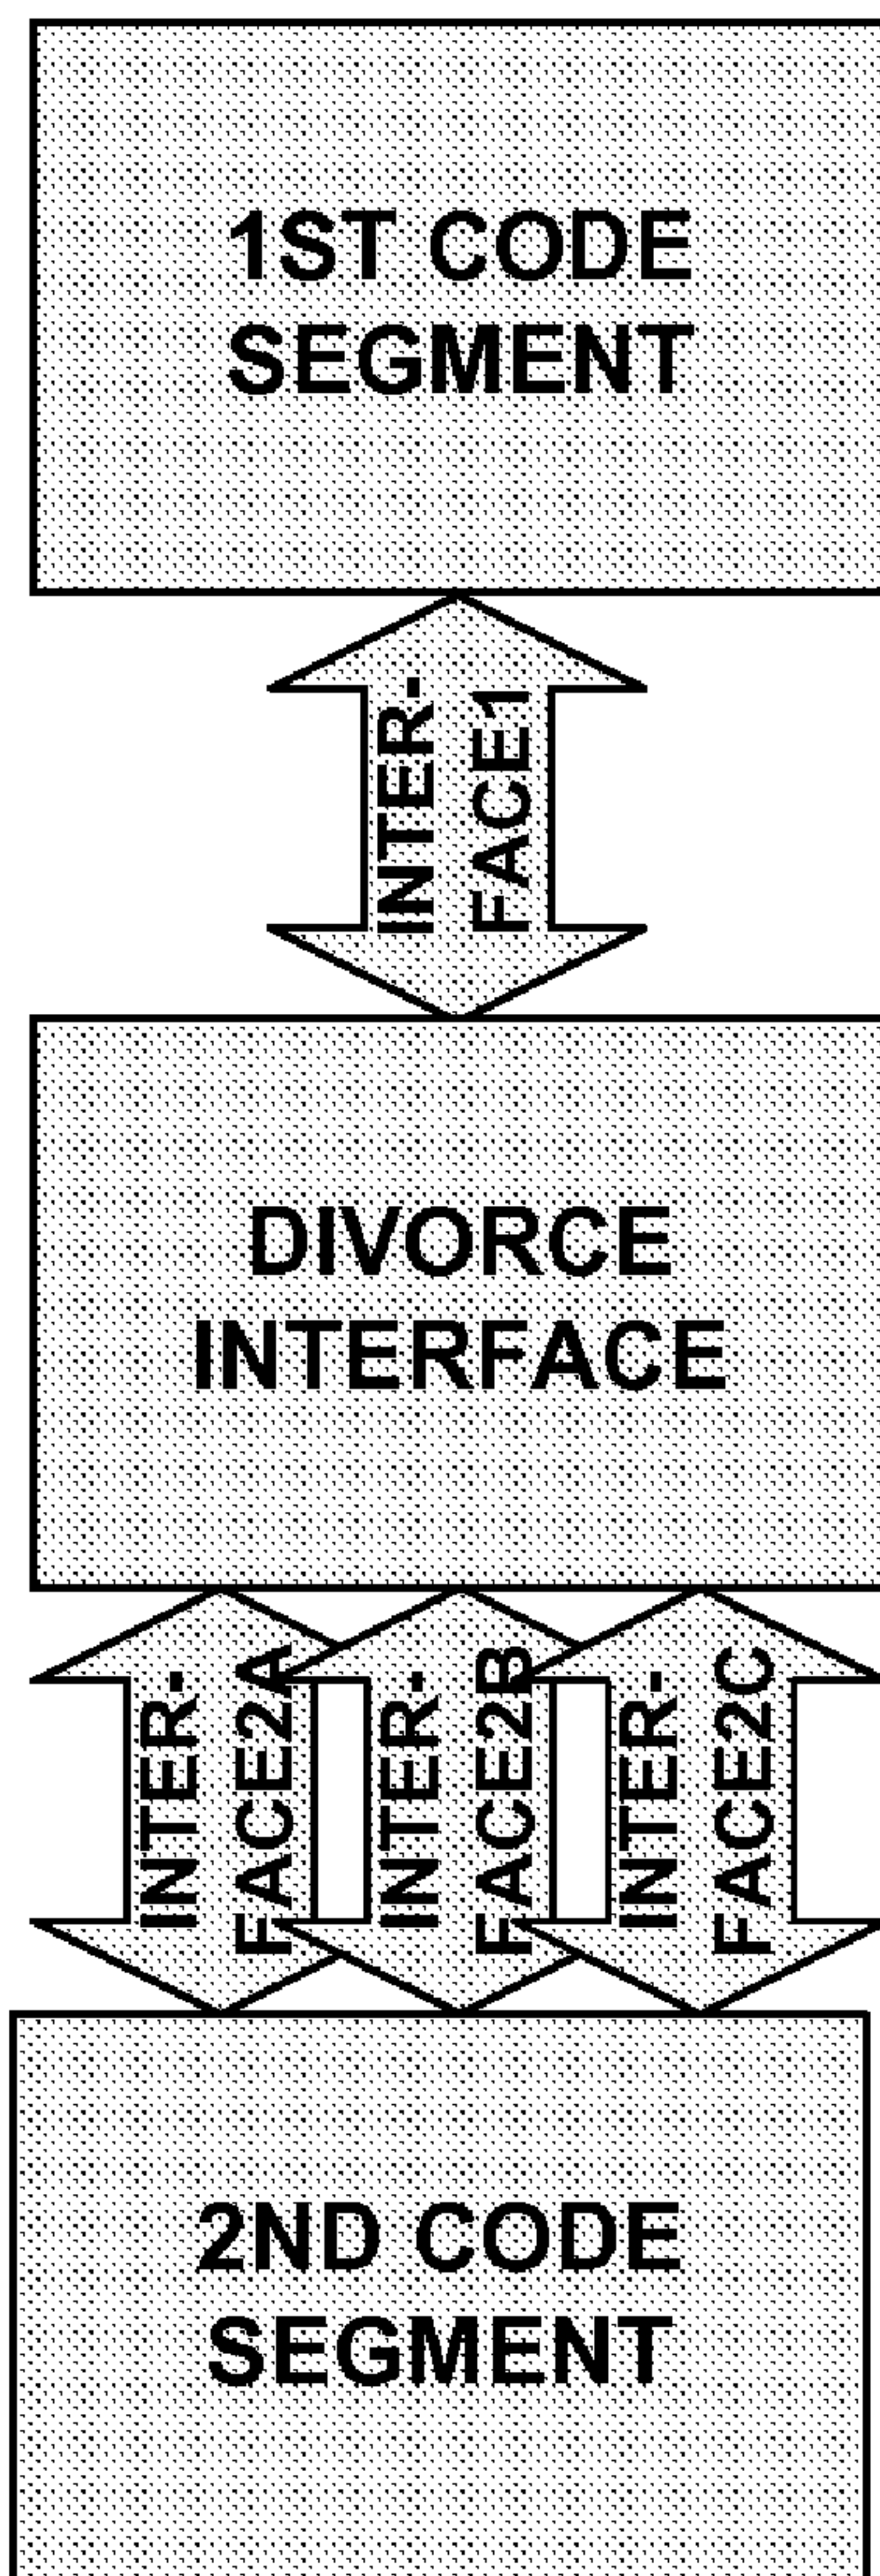 1ST CODE
SEGMENT
INTER-
FACE1
DIVORCE
INTERFACE
INTER-
FACE2A
INTER-
FACE2B
INTER-
FACE2C
2ND CODE
SEGMENT